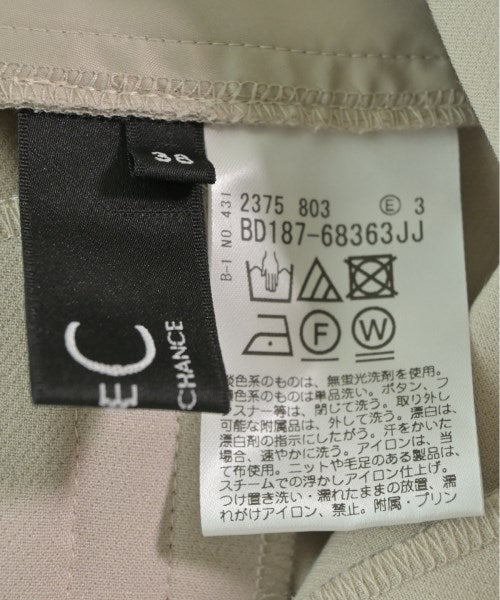 38
EC
CHANCE
B-1 NO 431
2375 803 Ⓔ 3
BD187-68363JJ
F W
淡色系のものは、無蛍光洗剤を使用。
濃色系のものは単品洗い。ボタン、フ
ァスナー等は、閉じて洗う。取り外し
可能な附属品は、外して洗う。漂白は、
漂白剤の指示にしたがう。汗をかいた
場合、速やかに洗う。アイロンは、当
て布使用。ニットや毛足のある製品は、
スチームでの浮かしアイロン仕上げ。
つけ置き洗い・濡れたままの放置、濡
れがけアイロン、禁止。附属・プリン